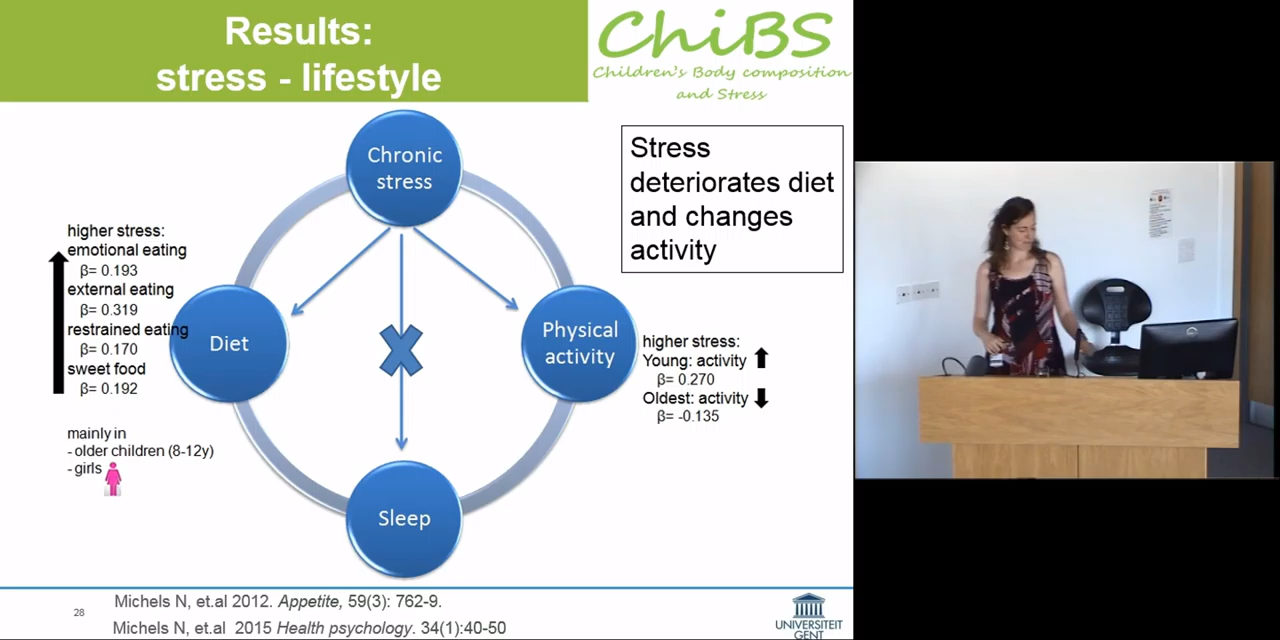 Results:
stress - lifestyle
ChiBS
Children's Body composition
and Stress
Chronic
stress
Stress
deteriorates diet
and changes
activity
higher stress:
emotional eating
β= 0.193
external eating
β= 0.319
restrained eating
β= 0.170
sweet food
β= 0.192
mainly in
- older children (8-12y)
- girls
Diet
Physical
activity
higher stress:
Young: activity
β= 0.270
Oldest: activity
β= -0.135
Sleep
28
Michels N, et.al 2012. Appetite, 59(3): 762-9.
Michels N, et.al 2015 Health psychology. 34(1):40-50
UNIVERSITEIT
GENT